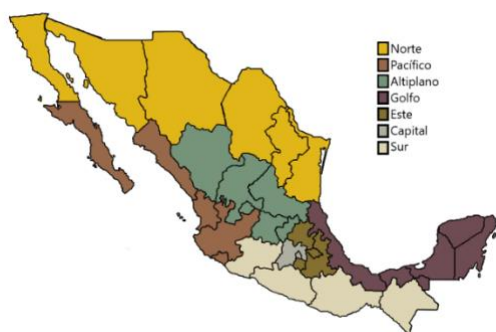 Norte
Pacífico
Altiplano
Golfo
Este
Capital
Sur